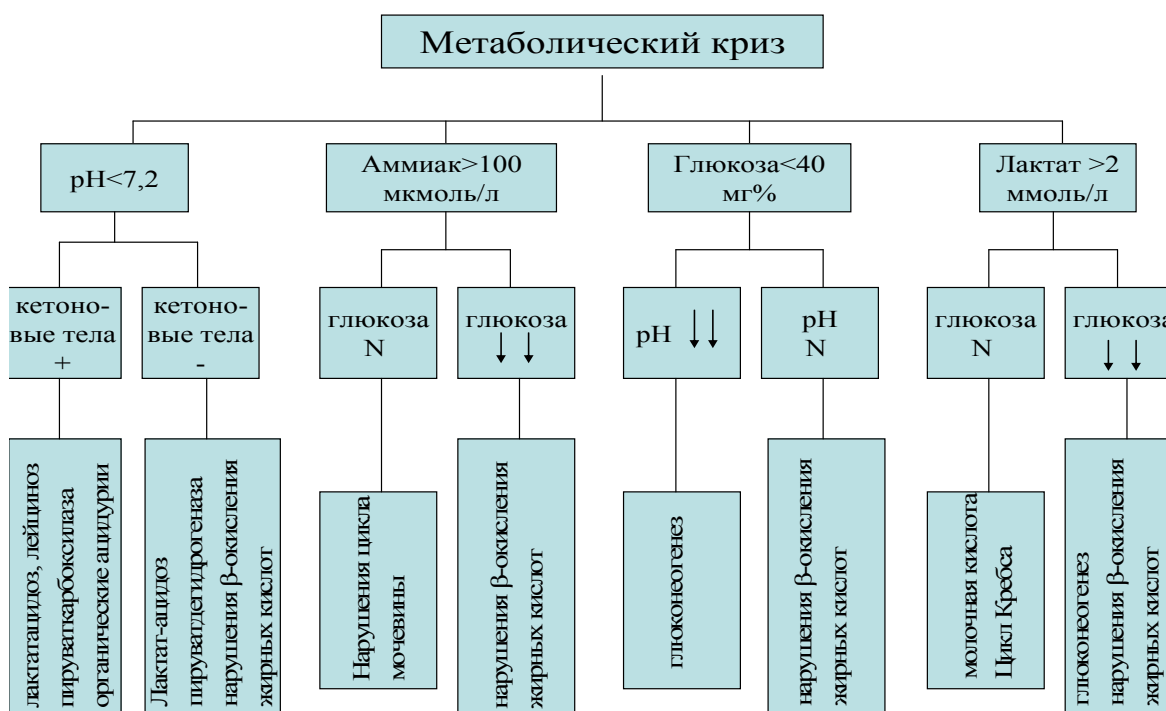 Метаболический криз
pH<7,2
Аммиак>100
мкмоль/л
Глюкоза<40
мг%
Лактат >2
ммоль/л
кетоно-
вые тела
+
кетоно-
вые тела
-
глюкоза
N
глюкоза
↓ ↓
pH ↓↓
pH
N
глюкоза
N
глюкоза
↓ ↓
лактатацидоз, лейциноз
пируваткарбоксилаза
органические ацидурии
Лактат-ацидоз
пируватдегидрогеназа
нарушения β-окисления
жирных кислот
Нарушения цикла
мочевины
нарушения β-окисления
жирных кислот
глюконеогенез
нарушения β-окисления
жирных кислот
молочная кислота
Цикл Кребса
глюконеогенез
нарушения β-окисления
жирных кислот